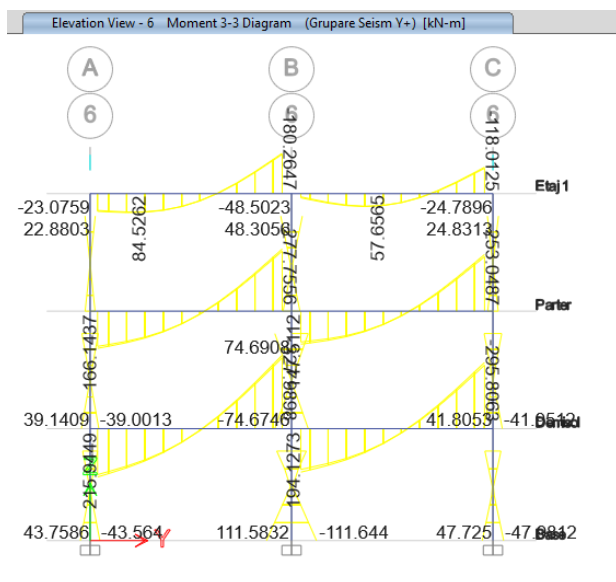 Elevation View - 6 Moment 3-3 Diagram (Grupare Seism Y+) [kN-m]
A B C
6 6 6
180.2647
-118.0125
Etaj 1
-23.0759 -48.5023 -24.7896
22.8803 48.3056 24.8313
84.5262
57.6565
-277.7556
-253.0487
Parter
166.1437
74.6908
-295.8063
39.1409 -39.0013 -74.6746 41.8053
215.9449
194.1273
43.7586 -43.564 111.5832 -111.644 47.725
Base
Y